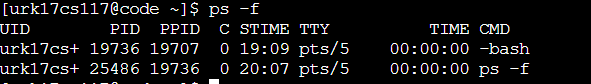 [urk17cs117@code ~]$ ps -f
UID        PID  PPID  C STIME TTY          TIME CMD
urk17cs+ 19736 19707  0 19:09 pts/5    00:00:00 -bash
urk17cs+ 25486 19736  0 20:07 pts/5    00:00:00 ps -f